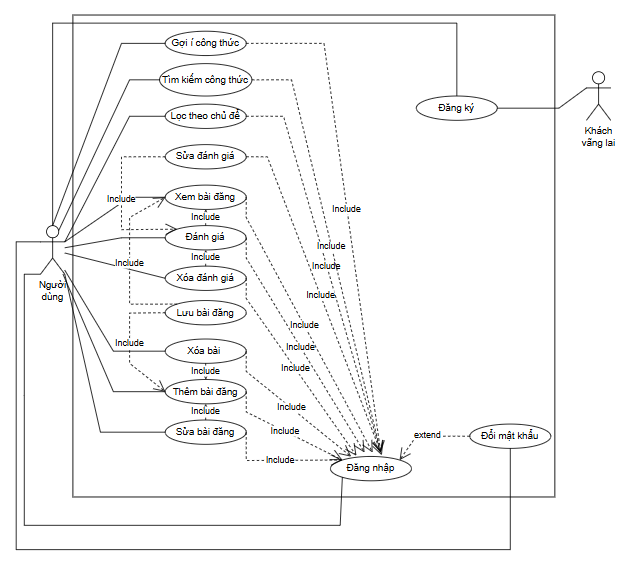 Gợi í công thức
Tìm kiếm công thức
Đăng ký
Lọc theo chủ đề
Khách
vãng lai
Sửa đánh giá
Xem bài đăng
Include
Include
Include
Đánh giá
Include
Include
Include
Xóa đánh giá
Người
dùng
Include
Lưu bài đăng
Include
Include
Include
Xóa bài
Include
Include
Thêm bài đăng
Include
Include
Sửa bài đăng
Include
extend
Đổi mật khẩu
Include
Đăng nhập